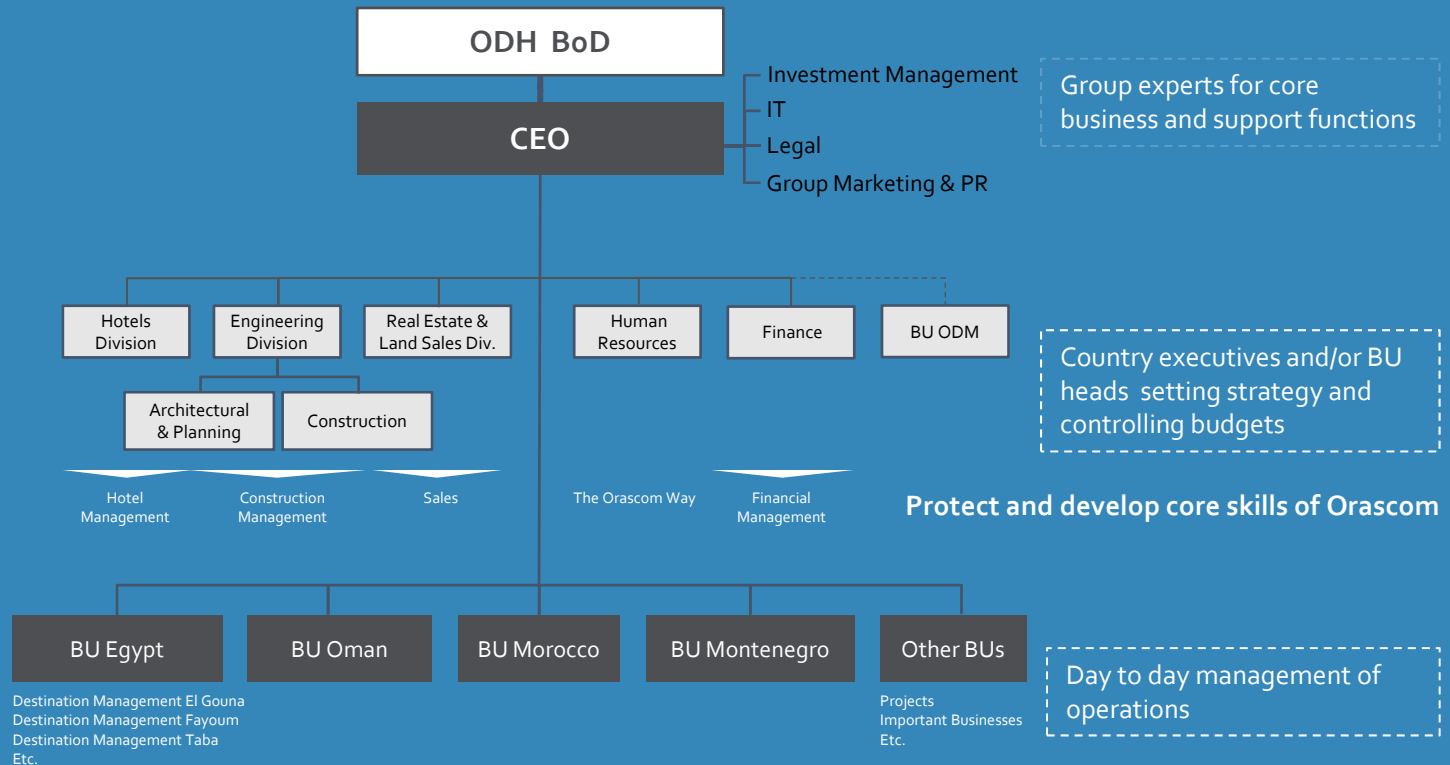 ODH BoD
CEO
Investment Management
IT
Legal
Group Marketing & PR
Group experts for core
business and support functions
Hotels
Division
Engineering
Division
Real Estate &
Land Sales Div.
Human
Resources
Finance
BU ODM
Architectural
& Planning
Construction
Country executives and/or BU
heads setting strategy and
controlling budgets
Hotel
Management
Construction
Management
Sales
The Orascom Way
Financial
Management
Protect and develop core skills of Orascom
BU Egypt
BU Oman
BU Morocco
BU Montenegro
Other BUs
Destination Management El Gouna
Destination Management Fayoum
Destination Management Taba
Etc.
Projects
Important Businesses
Etc.
Day to day management of
operations